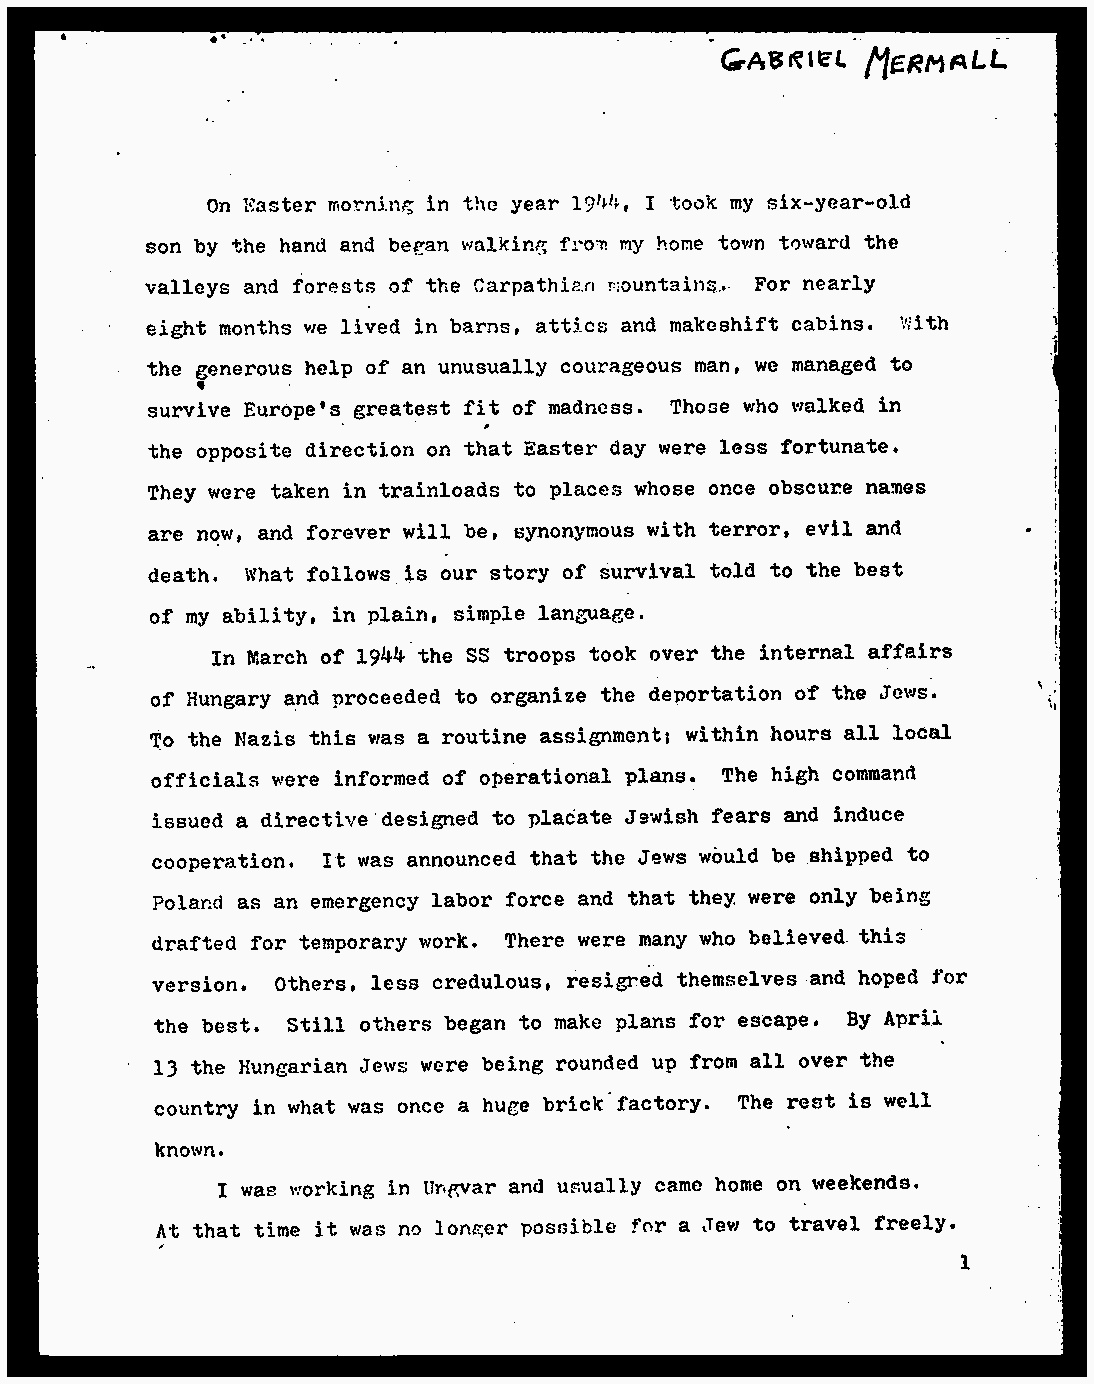 GABRIEL MERMALL
On Easter morning in the year 1944, I took my six-year-old
son by the hand and began walking from my home town toward the
valleys and forests of the Carpathian mountains. For nearly
eight months we lived in barns, attics and makeshift cabins. With
the generous help of an unusually courageous man, we managed to
survive Europe's greatest fit of madness. Those who walked in
the opposite direction on that Easter day were less fortunate.
They were taken in trainloads to places whose once obscure names
are now, and forever will be, synonymous with terror, evil and
death. What follows is our story of survival told to the best
of my ability, in plain, simple language.
In March of 1944 the SS troops took over the internal affairs
of Hungary and proceeded to organize the deportation of the Jews.
To the Nazis this was a routine assignment; within hours all local
officials were informed of operational plans. The high command
issued a directive designed to placate Jewish fears and induce
cooperation. It was announced that the Jews would be shipped to
Poland as an emergency labor force and that they were only being
drafted for temporary work. There were many who believed this
version. Others, less credulous, resigned themselves and hoped for
the best. Still others began to make plans for escape. By April
13 the Hungarian Jews were being rounded up from all over the
country in what was once a huge brick factory. The rest is well
known.
I was working in Ungvar and usually came home on weekends.
At that time it was no longer possible for a Jew to travel freely.
1